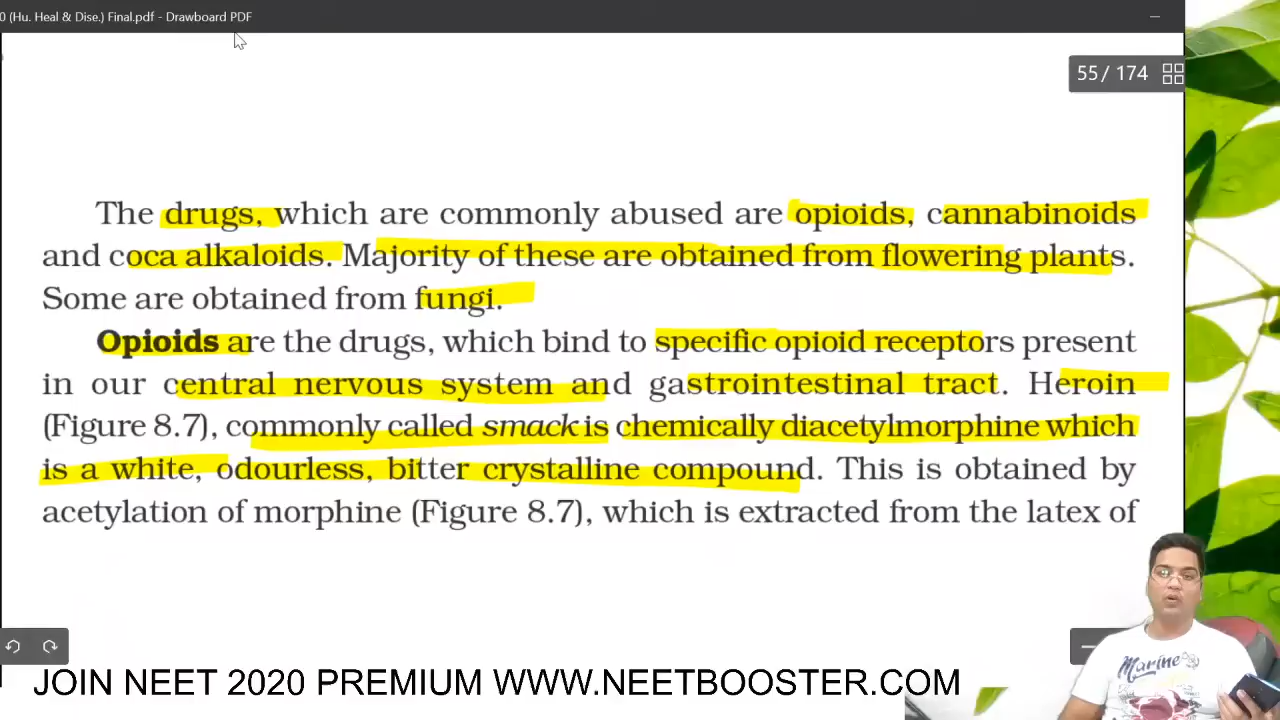 0 (Hu. Heal & Dise.) Final.pdf - Drawboard PDF
55 / 174
The drugs, which are commonly abused are opioids, cannabinoids
and coca alkaloids. Majority of these are obtained from flowering plants.
Some are obtained from fungi.
Opioids are the drugs, which bind to specific opioid receptors present
in our central nervous system and gastrointestinal tract. Heroin
(Figure 8.7), commonly called smack is chemically diacetylmorphine which
is a white, odourless, bitter crystalline compound. This is obtained by
acetylation of morphine (Figure 8.7), which is extracted from the latex of
Marine
JOIN NEET 2020 PREMIUM WWW.NEETBOOSTER.COM